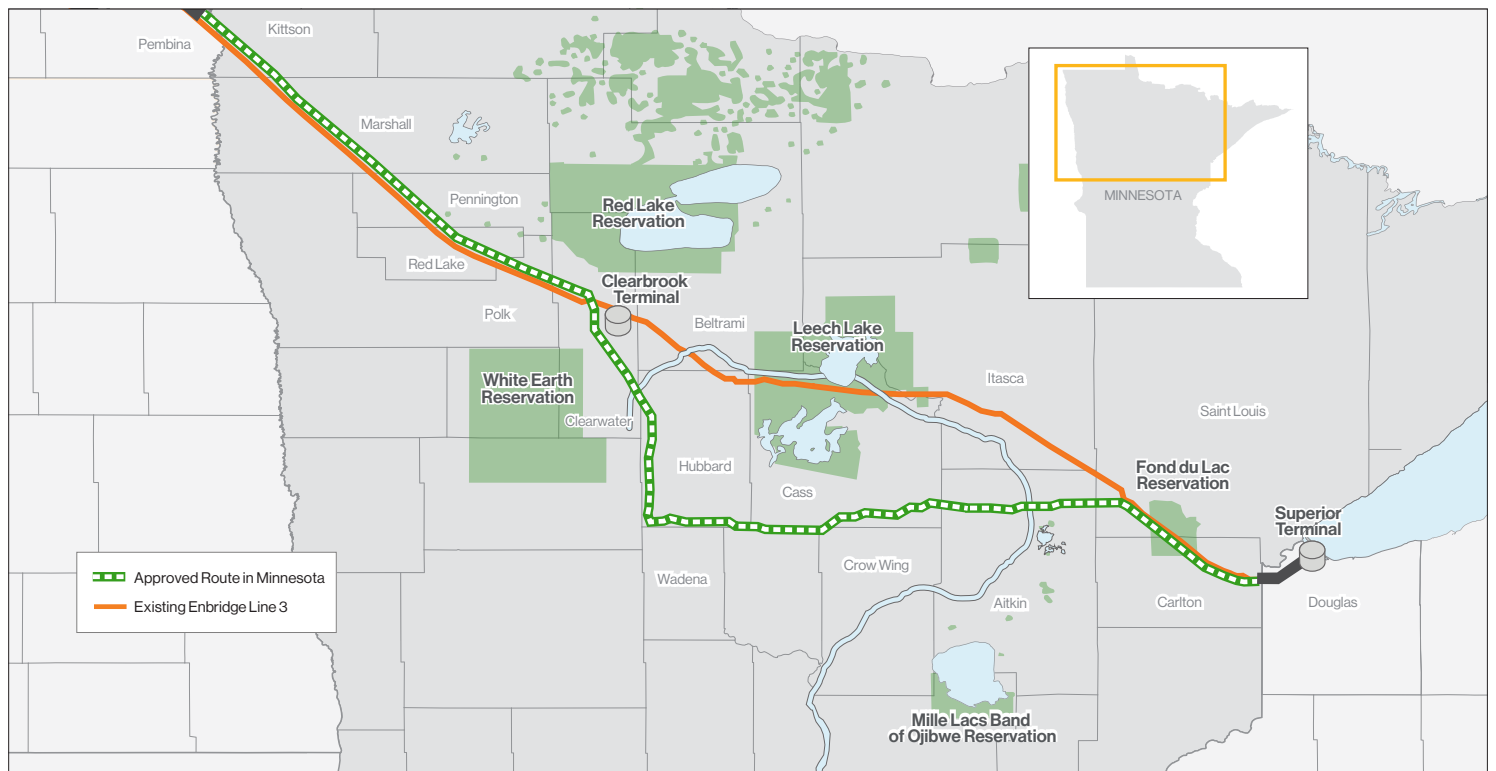 Pembina
Kittson
Marshall
Pennington
Red Lake
Reservation
Red Lake
Clearbrook
Terminal
Polk
Beltrami
Leech Lake
Reservation
White Earth
Reservation
Clearwater
Itasca
Saint Louis
Hubbard
Cass
Fond du Lac
Reservation
Superior
Terminal
Approved Route in Minnesota
Existing Enbridge Line 3
Wadena
Crow Wing
Aitkin
Carlton
Douglas
Mille Lacs Band
of Ojibwe Reservation
MINNESOTA